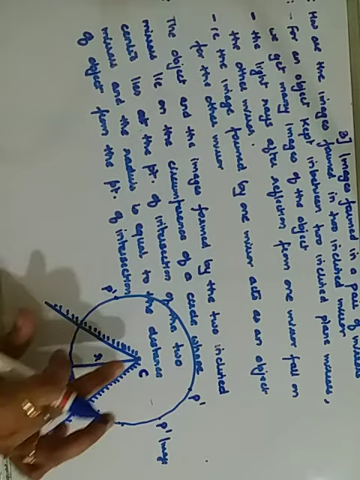 3] Images formed in pair of mirrors
: How are the images formed in two inclined mirror
:- For an object kept inbetween two inclined plane mirrors,
we get many images of the object
- the light rays after reflection from one mirror fall on
the other mirror.
- ie the image formed by one mirror acts as an object
for the other mirror
The object and the images formed by the two inclined
mirrors lie on the circumference of a circle whose
centre lies at the pt. of intersection of the two
mirrors and the radius is equal to the distance
of object from the pt. of intersection
P'
C
r
P'
P' Image